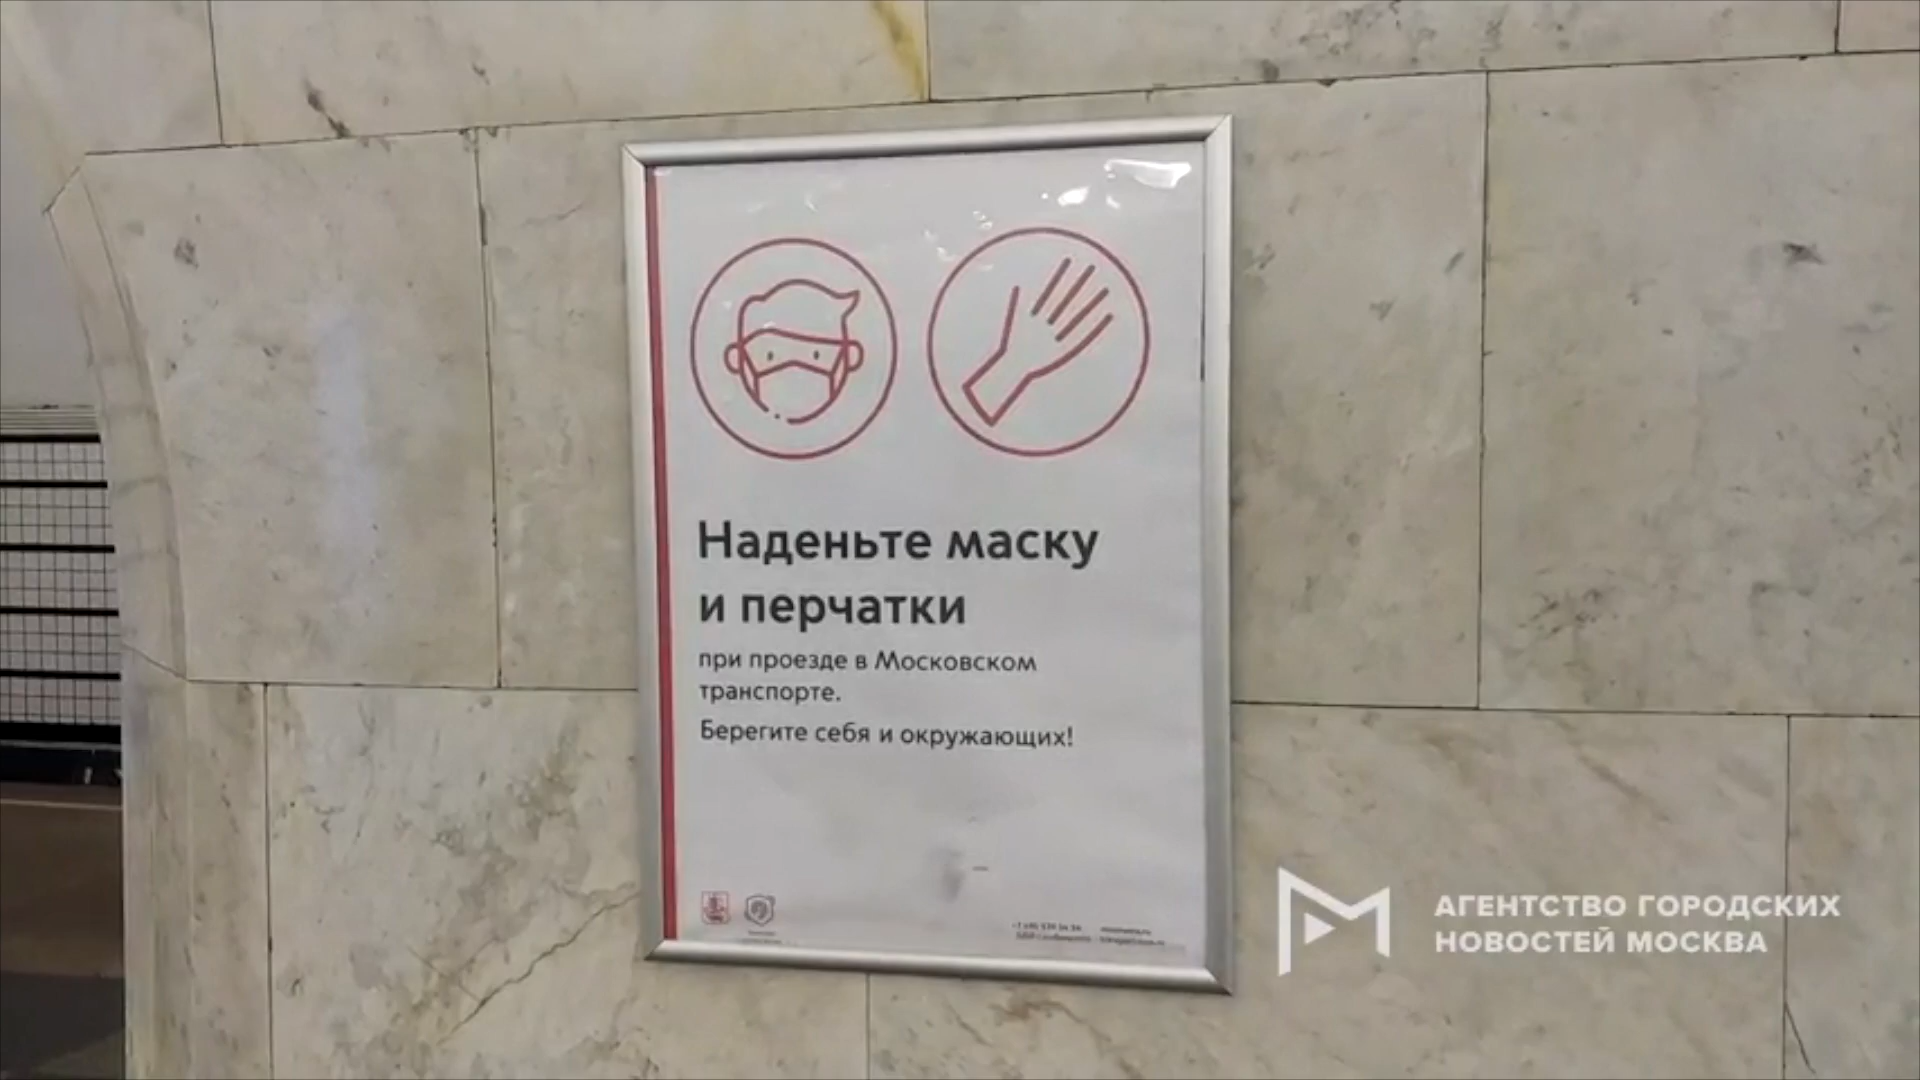 Наденьте маску
и перчатки
при проезде в Московском
транспорте.
Берегите себя и окружающих!
АГЕНТСТВО ГОРОДСКИХ
НОВОСТЕЙ МОСКВА